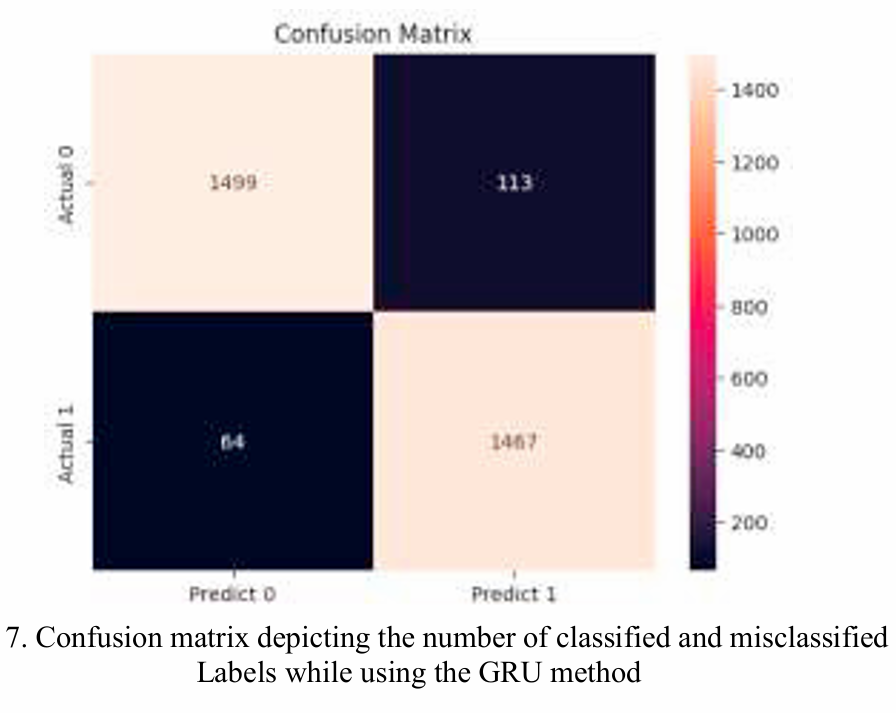 Confusion Matrix
Actual 0
1499
113
Actual 1
64
1467
Predict 0
Predict 1
1400
1200
1000
800
600
400
200
7. Confusion matrix depicting the number of classified and misclassified
Labels while using the GRU method